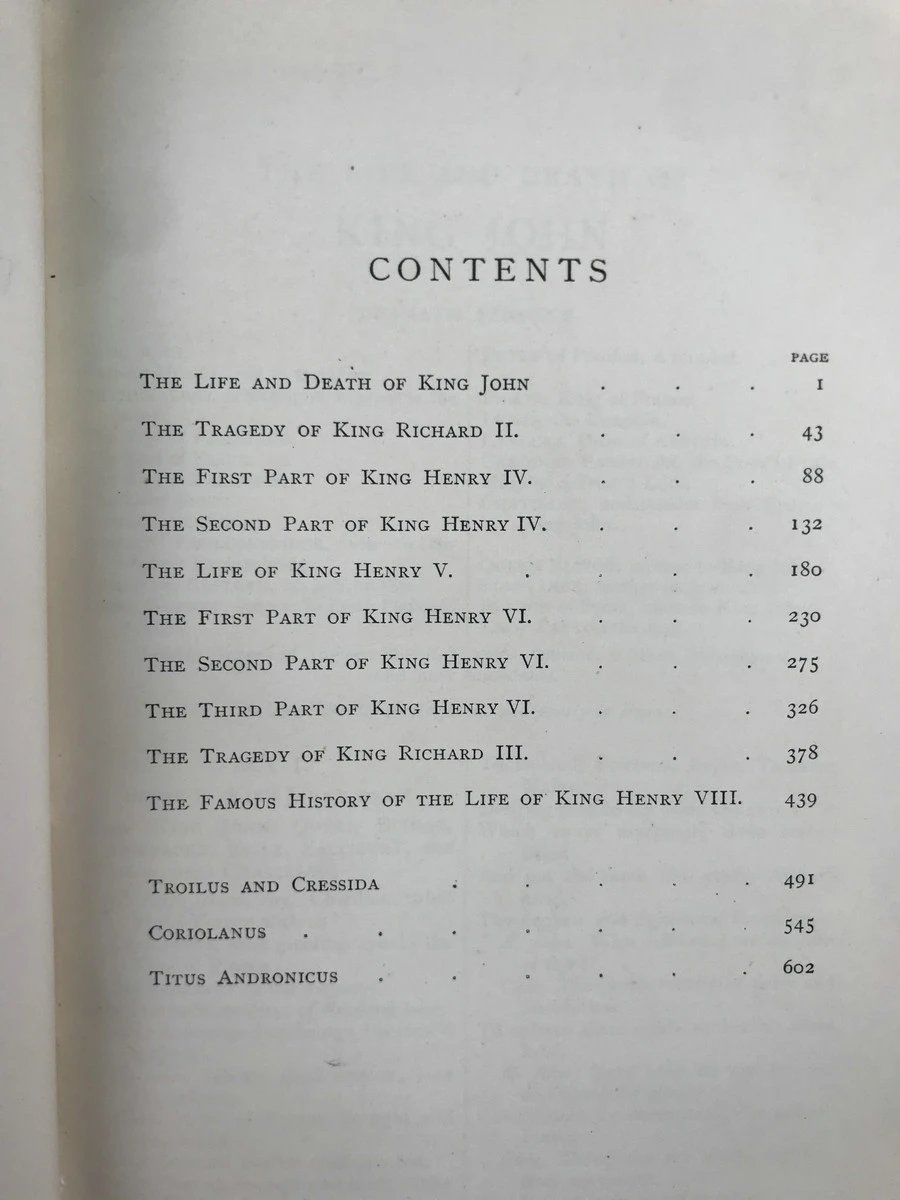 CONTENTS
PAGE
The Life and Death of King John . . . 1
The Tragedy of King Richard II. . . . 43
The First Part of King Henry IV. . . . 88
The Second Part of King Henry IV. . . . 132
The Life of King Henry V. . . . . 180
The First Part of King Henry VI. . . . 230
The Second Part of King Henry VI. . . . 275
The Third Part of King Henry VI. . . . 326
The Tragedy of King Richard III. . . . 378
The Famous History of the Life of King Henry VIII. 439
Troilus and Cressida . . . . . 491
Coriolanus . . . . . . . 545
Titus Andronicus . . . . . . 602